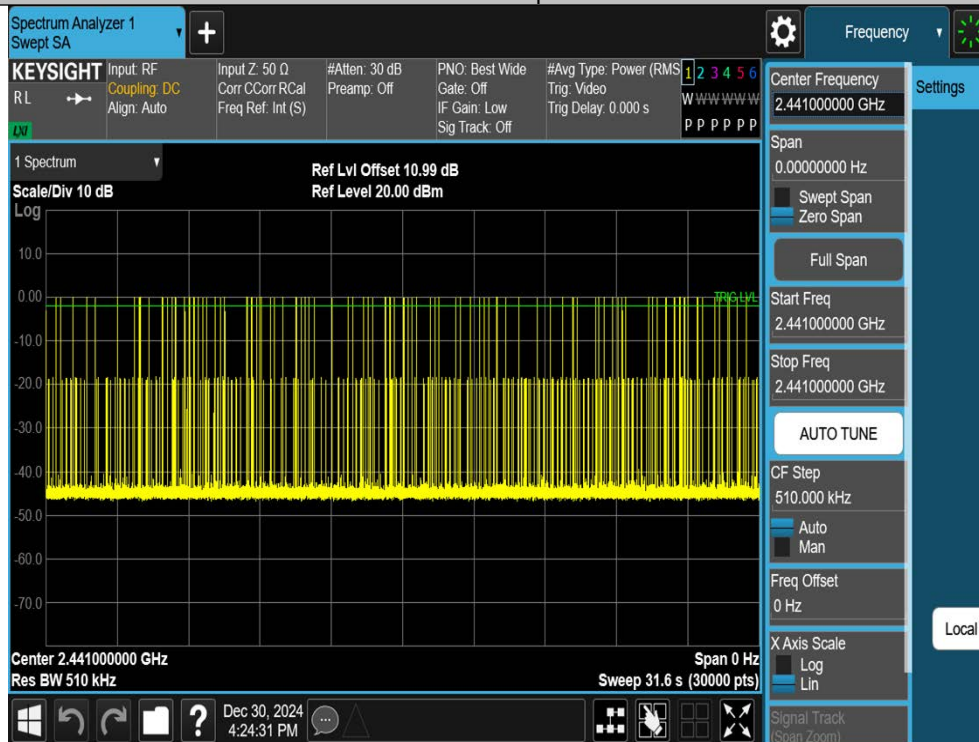 Spectrum Analyzer 1
Swept SA
+
Frequency
KEYSIGHT
RL
LXI
Input: RF
Coupling: DC
Align: Auto
Input Z: 50 Ω
Corr CCorr RCal
Freq Ref: Int (S)
#Atten: 30 dB
Preamp: Off
PNO: Best Wide
Gate: Off
IF Gain: Low
Sig Track: Off
#Avg Type: Power (RMS
Trig: Video
Trig Delay: 0.000 s
1 2 3 4 5 6
W W W W W W
P P P P P P
Center Frequency
2.441000000 GHz
Settings
1 Spectrum
Scale/Div 10 dB
Log
Ref Lvl Offset 10.99 dB
Ref Level 20.00 dBm
10.0
0.00
TRIG LVL
-10.0
-20.0
-30.0
-40.0
-50.0
-60.0
-70.0
Center 2.441000000 GHz
Res BW 510 kHz
Span 0 Hz
Sweep 31.6 s (30000 pts)
Span
0.00000000 Hz
Swept Span
Zero Span
Full Span
Start Freq
2.441000000 GHz
Stop Freq
2.441000000 GHz
AUTO TUNE
CF Step
510.000 kHz
Auto
Man
Freq Offset
0 Hz
X Axis Scale
Log
Lin
Signal Track
(Span Zoom)
Local
?
Dec 30, 2024
4:24:31 PM